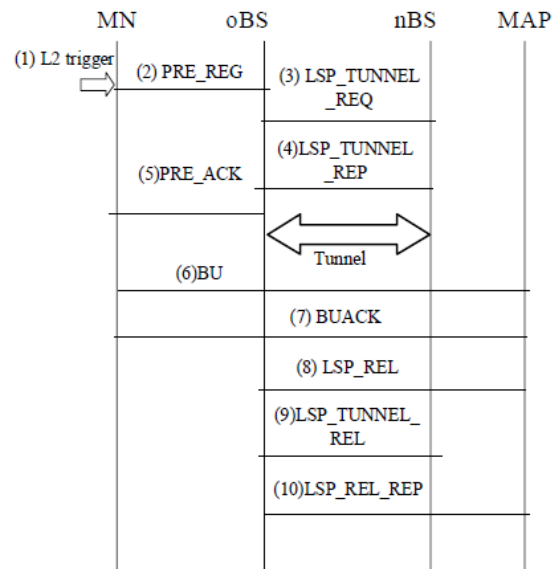 MN oBS nBS MAP
(1) L2 trigger
(2) PRE_REG
(3) LSP_TUNNEL
_REQ
(4)LSP_TUNNEL
_REP
(5)PRE_ACK
Tunnel
(6)BU
(7) BUACK
(8) LSP_REL
(9)LSP_TUNNEL_
REL
(10)LSP_REL_REP